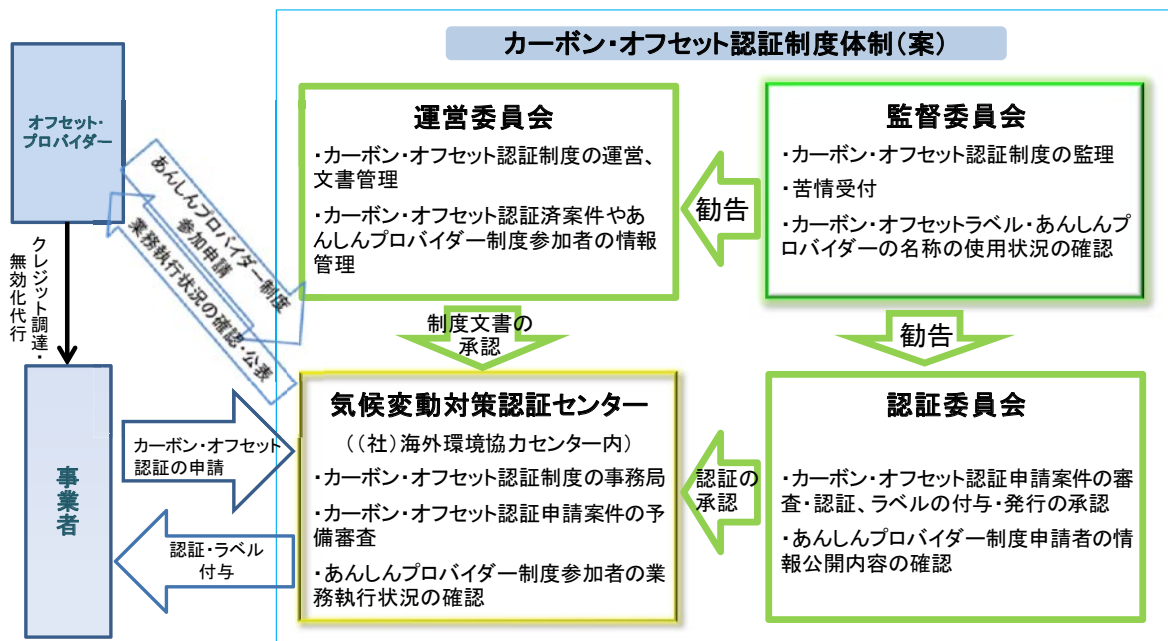 カーボン・オフセット認証制度体制(案)
オフセット・
プロバイダー
あんしんプロバイダー制度
参加申請
業務執行状況の確認・公表
クレジット調達・
無効化代行
事業者
カーボン・オフセット
認証の申請
認証・ラベル
付与
運営委員会
・カーボン・オフセット認証制度の運営、
文書管理
・カーボン・オフセット認証済案件やあ
んしんプロバイダー制度参加者の情報
管理
勧告
監督委員会
・カーボン・オフセット認証制度の監理
・苦情受付
・カーボン・オフセットラベル・あんしんプ
ロバイダーの名称の使用状況の確認
制度文書の
承認
勧告
気候変動対策認証センター
((社)海外環境協力センター内)
・カーボン・オフセット認証制度の事務局
・カーボン・オフセット認証申請案件の予
備審査
・あんしんプロバイダー制度参加者の業
務執行状況の確認
認証の
承認
認証委員会
・カーボン・オフセット認証申請案件の審
査・認証、ラベルの付与・発行の承認
・あんしんプロバイダー制度申請者の情
報公開内容の確認